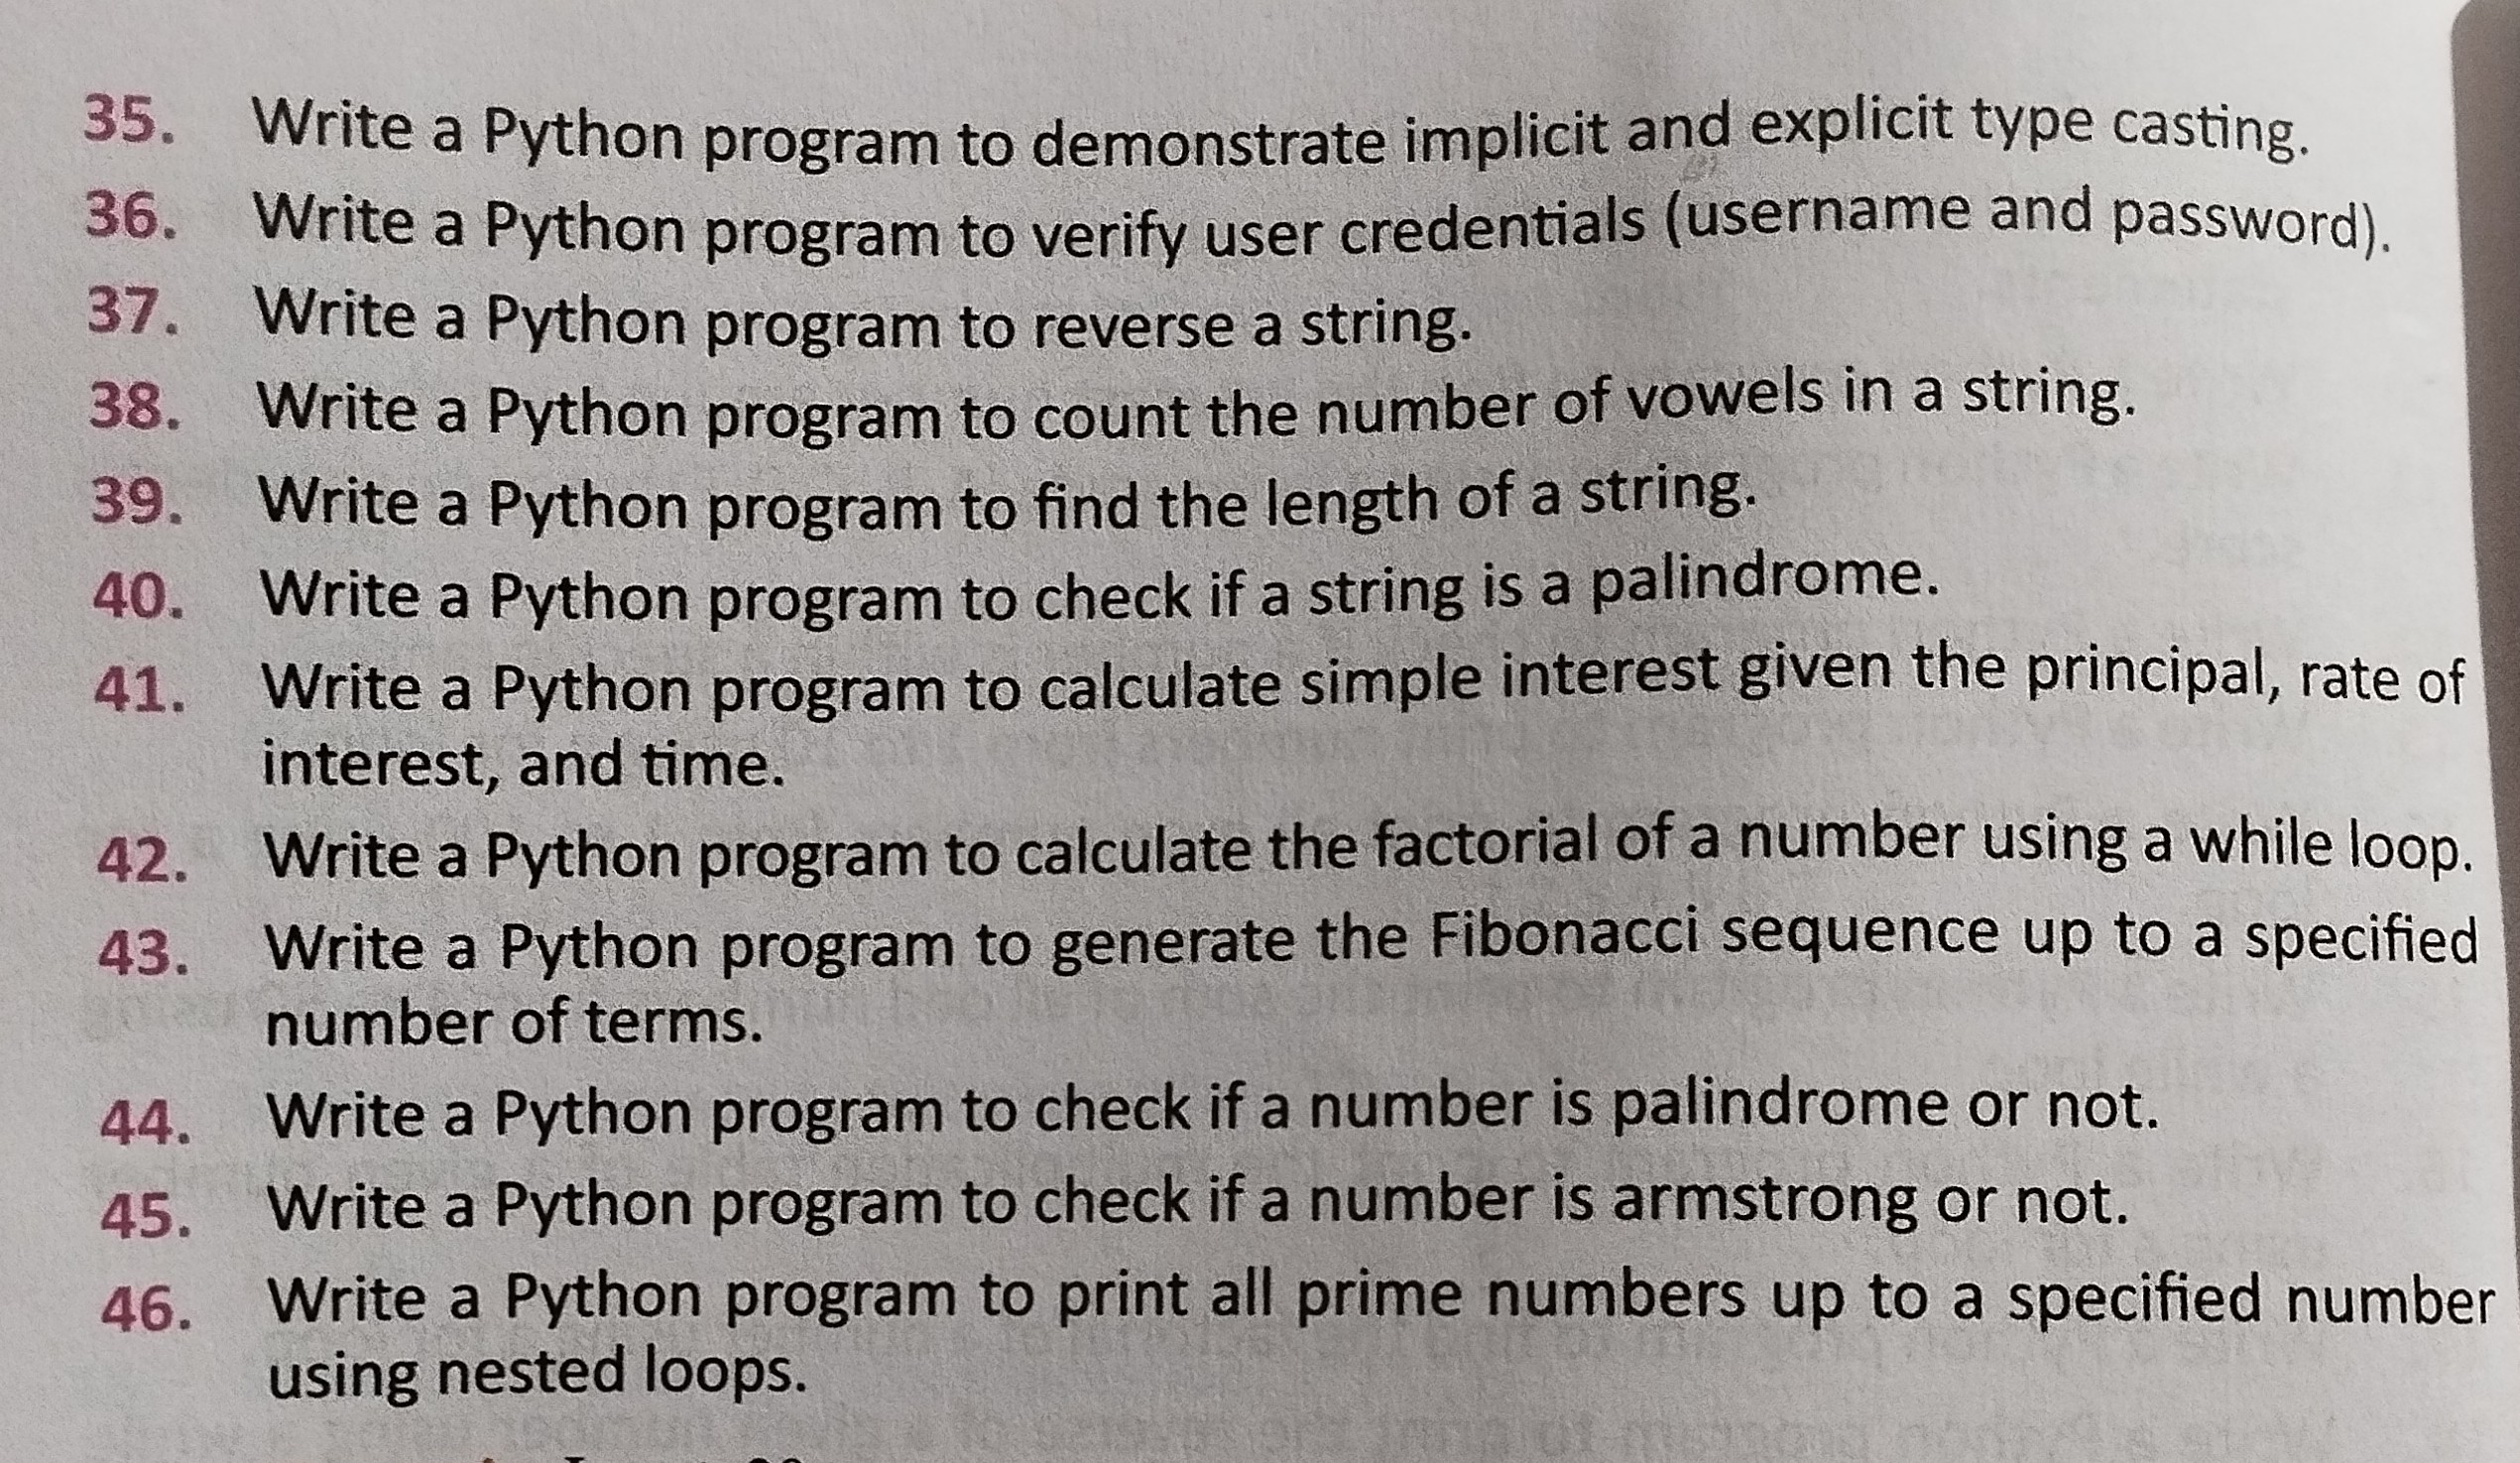 35. Write a Python program to demonstrate implicit and explicit type casting.
36. Write a Python program to verify user credentials (username and password).
37. Write a Python program to reverse a string.
38. Write a Python program to count the number of vowels in a string.
39. Write a Python program to find the length of a string.
40. Write a Python program to check if a string is a palindrome.
41. Write a Python program to calculate simple interest given the principal, rate of
interest, and time.
42. Write a Python program to calculate the factorial of a number using a while loop.
43. Write a Python program to generate the Fibonacci sequence up to a specified
number of terms.
44. Write a Python program to check if a number is palindrome or not.
45. Write a Python program to check if a number is armstrong or not.
46. Write a Python program to print all prime numbers up to a specified number
using nested loops.